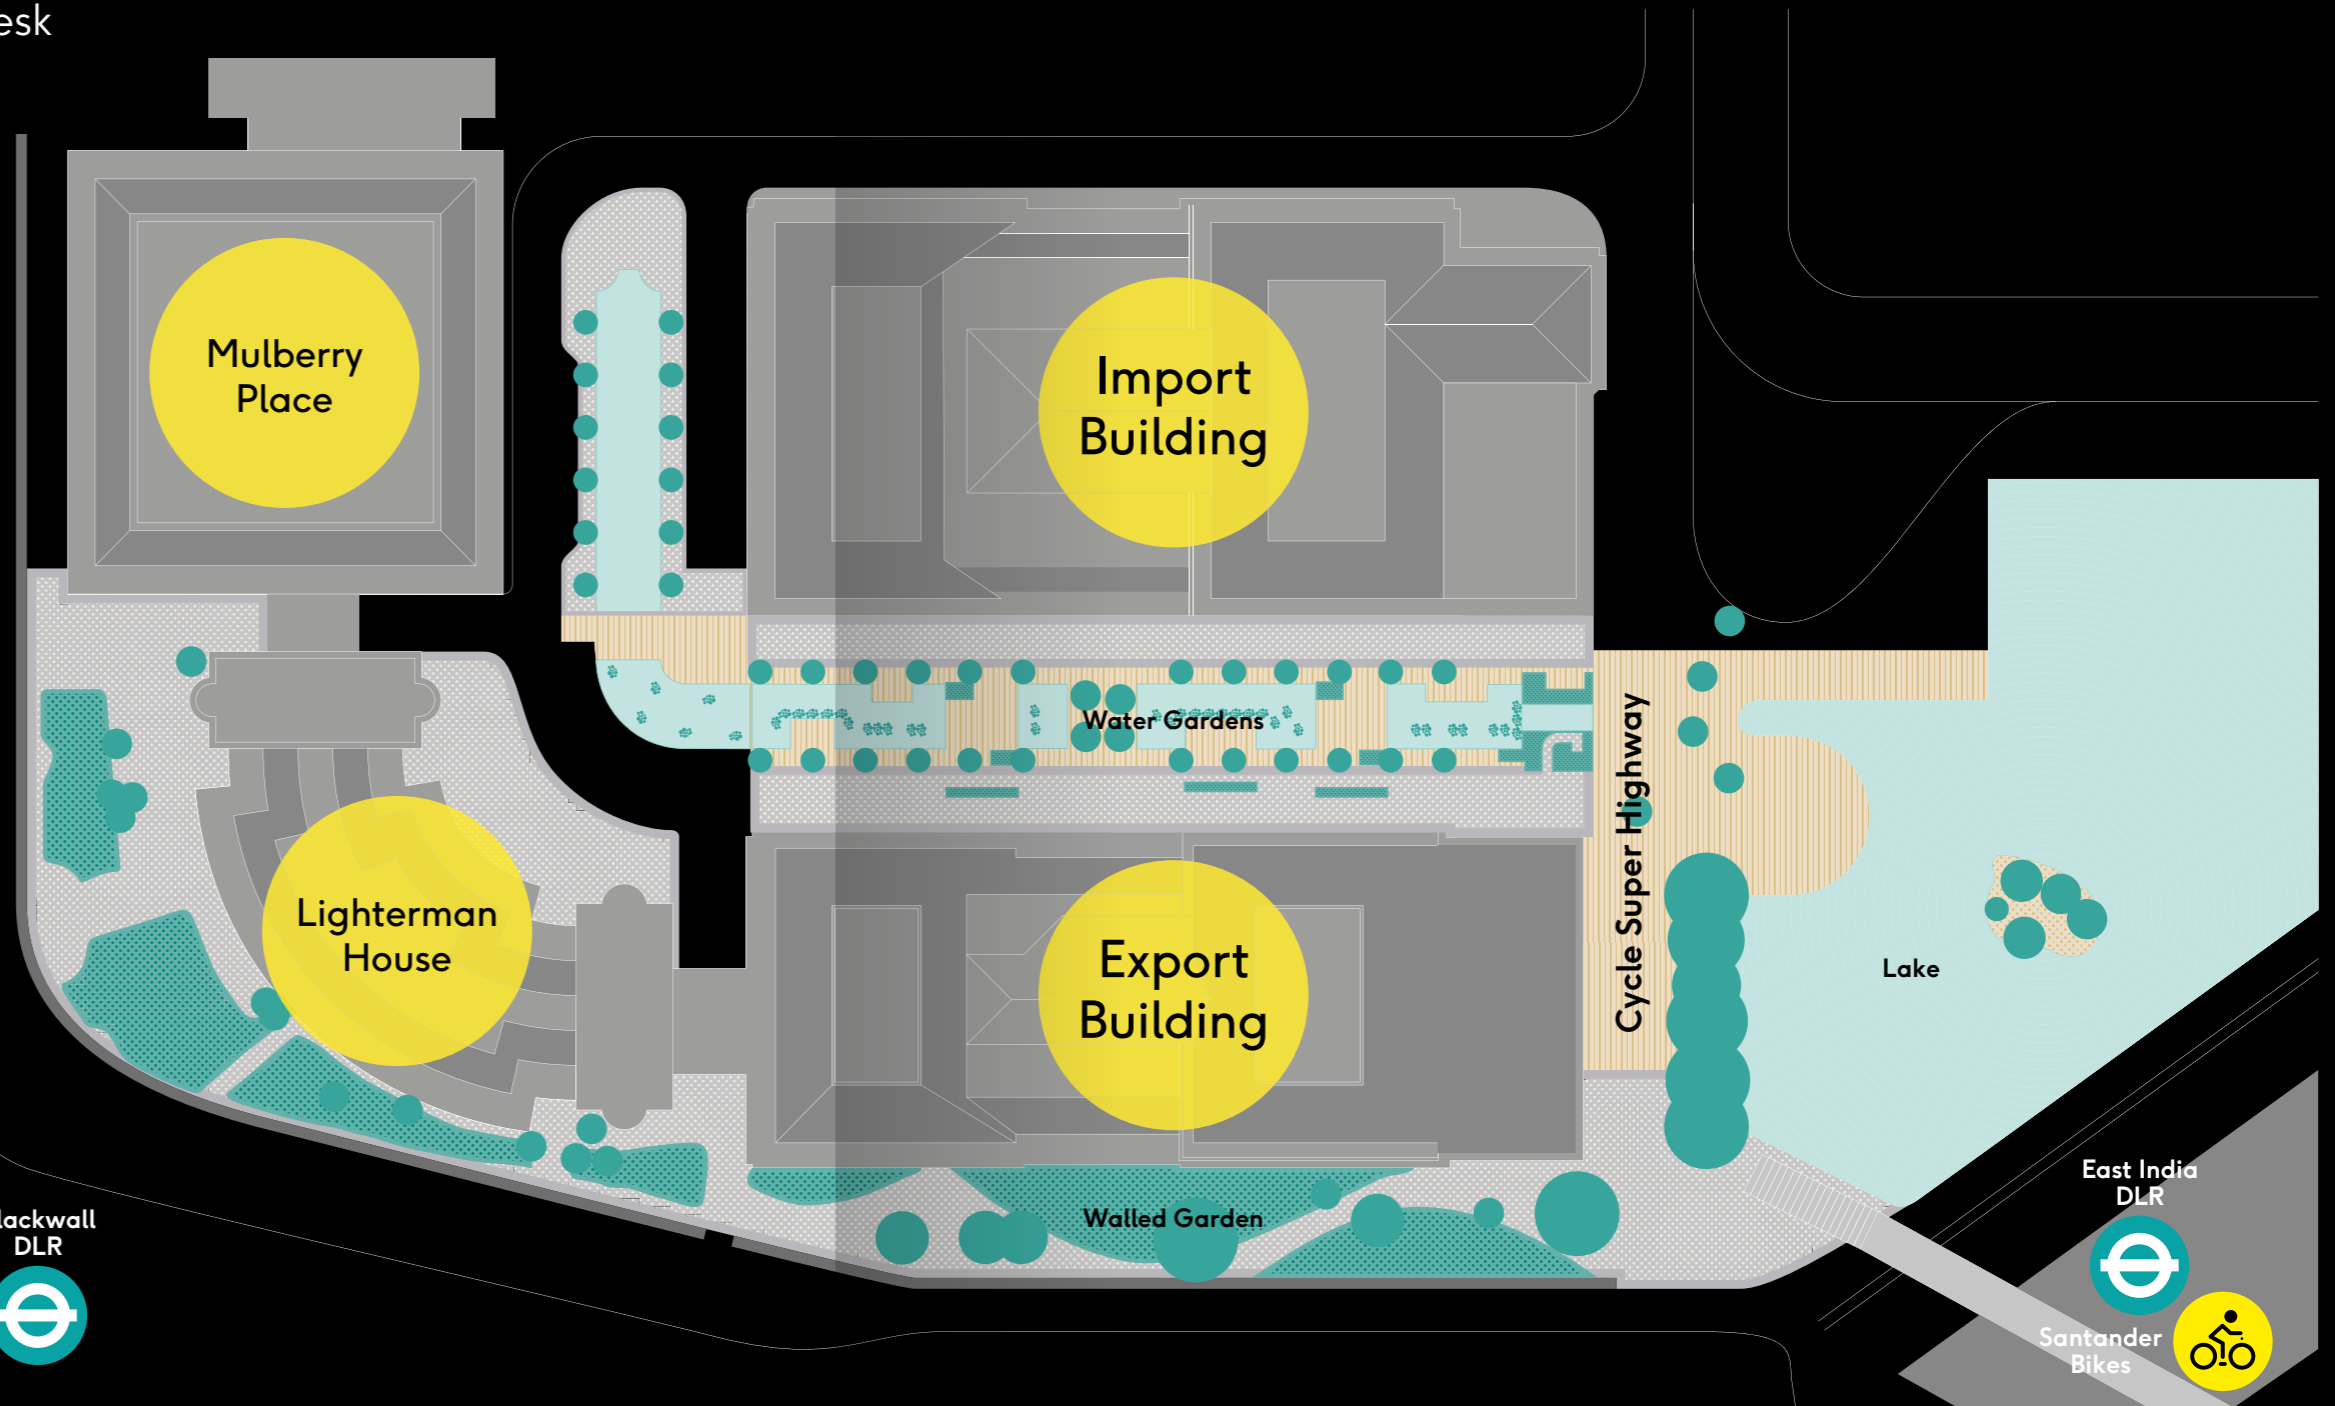 esk
Mulberry
Place
Import
Building
Water Gardens
Cycle Super Highway
Lighterman
House
Export
Building
Lake
Walled Garden
East India
DLR
lackwall
DLR
Santander
Bikes